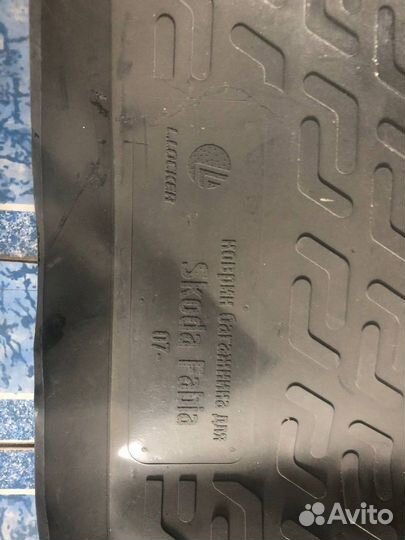 L.LOCKER
коврик багажника для
Skoda Fabia
07-
Avito